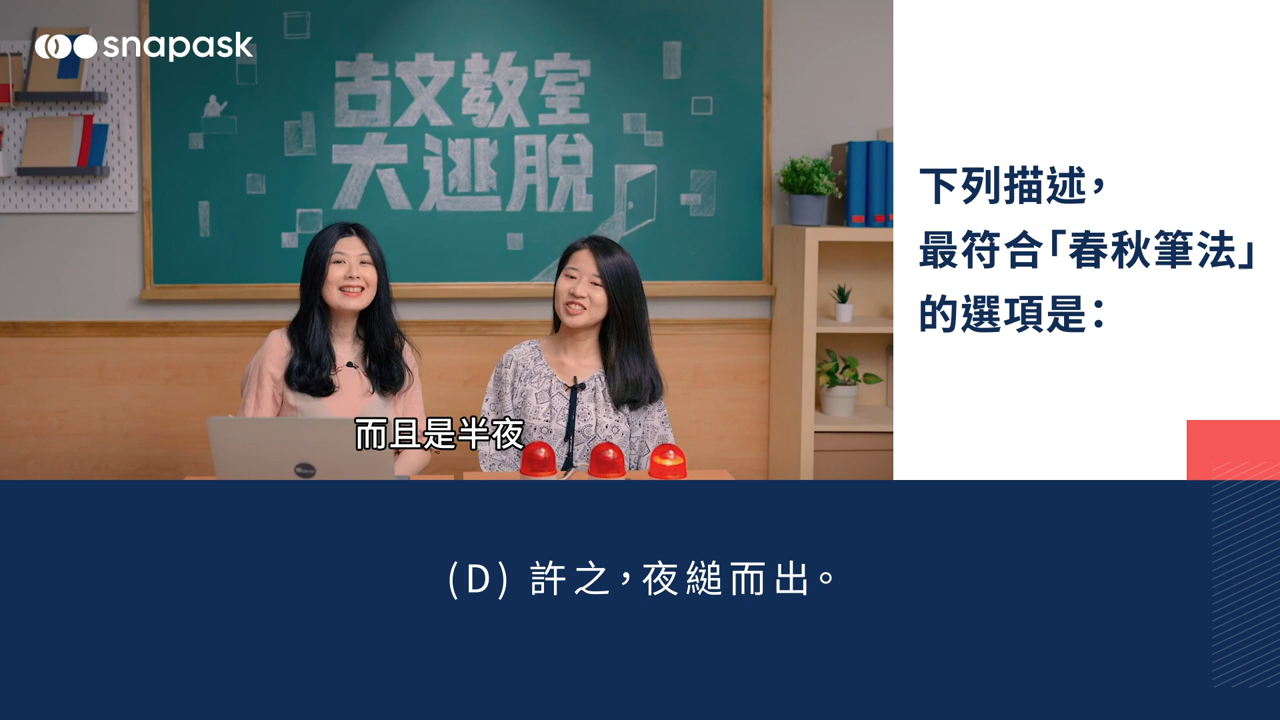 snapask
古文教室
大逃脫
下列描述，
最符合「春秋筆法」
的選項是：
而且是半夜
(D) 許之，夜縋而出。